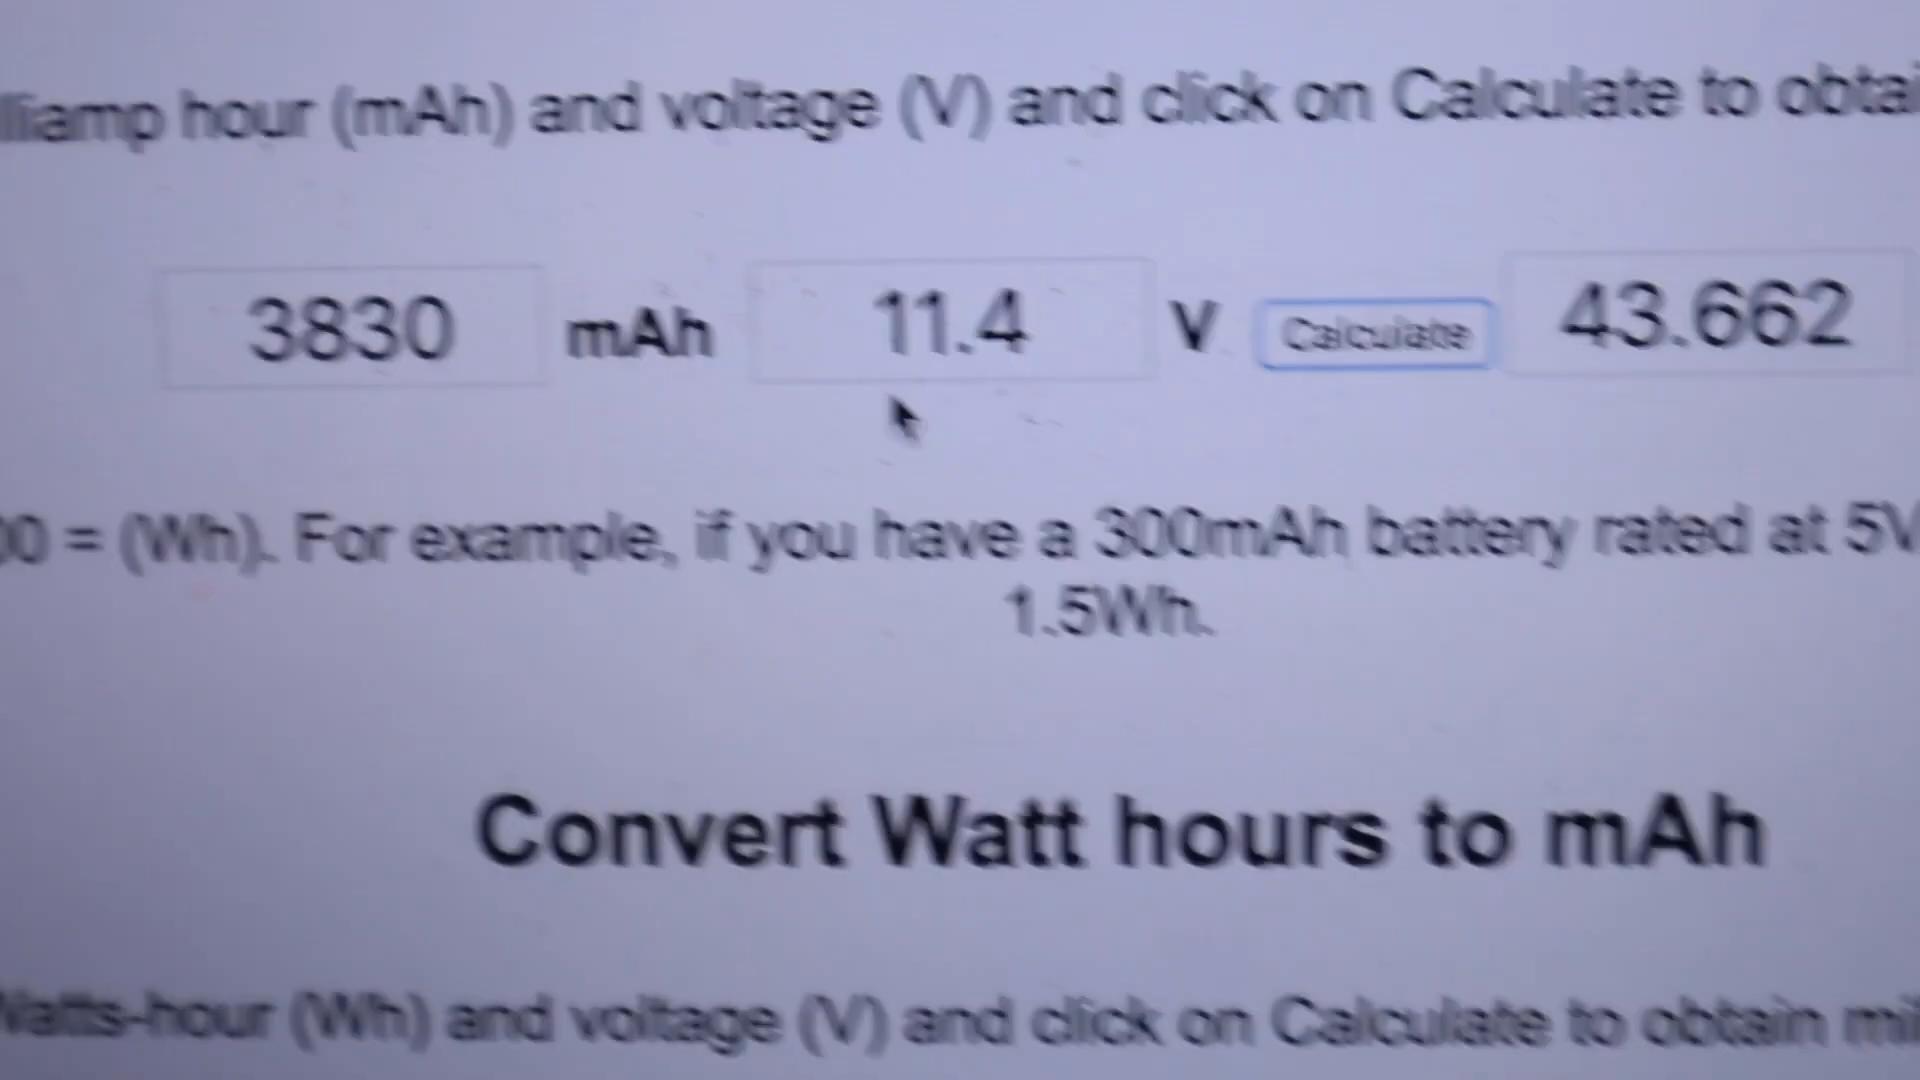 lliamp hour (mAh) and voltage (V) and click on Calculate to obtai
3830 mAh 11.4 V Calculate 43.662
00 = (Wh). For example, if you have a 300mAh battery rated at 5V
1.5Wh.
Convert Watt hours to mAh
Watts-hour (Wh) and voltage (V) and click on Calculate to obtain mil